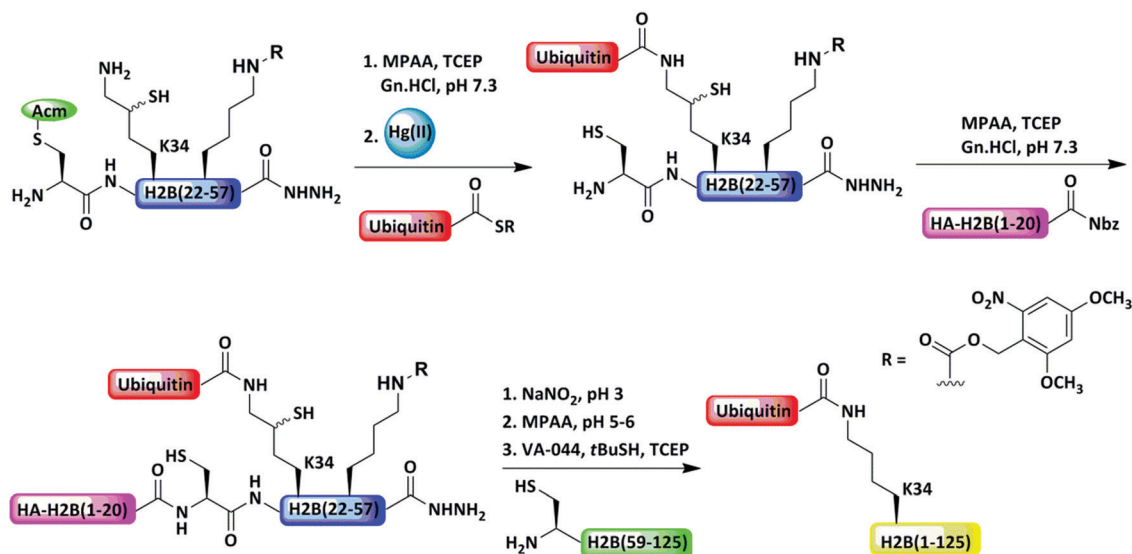 Acm
S
H₂N
O
NH₂
SH
HN
R
K34
H
N
H2B(22-57)
O
NHNH₂
1. MPAA, TCEP
Gn.HCl, pH 7.3
2. Hg(II)
Ubiquitin
O
SR
Ubiquitin
O
NH
SH
HN
R
HS
K34
H₂N
O
H
N
H2B(22-57)
O
NHNH₂
MPAA, TCEP
Gn.HCl, pH 7.3
HA-H2B(1-20)
O
Nbz
Ubiquitin
O
NH
SH
HN
R
HS
K34
HA-H2B(1-20)
O
N
H
O
H
N
H2B(22-57)
O
NHNH₂
1. NaNO₂, pH 3
2. MPAA, pH 5-6
3. VA-044, tBuSH, TCEP
HS
H₂N
H2B(59-125)
R =
O
O
O₂N
OCH₃
OCH₃
Ubiquitin
O
NH
K34
H2B(1-125)